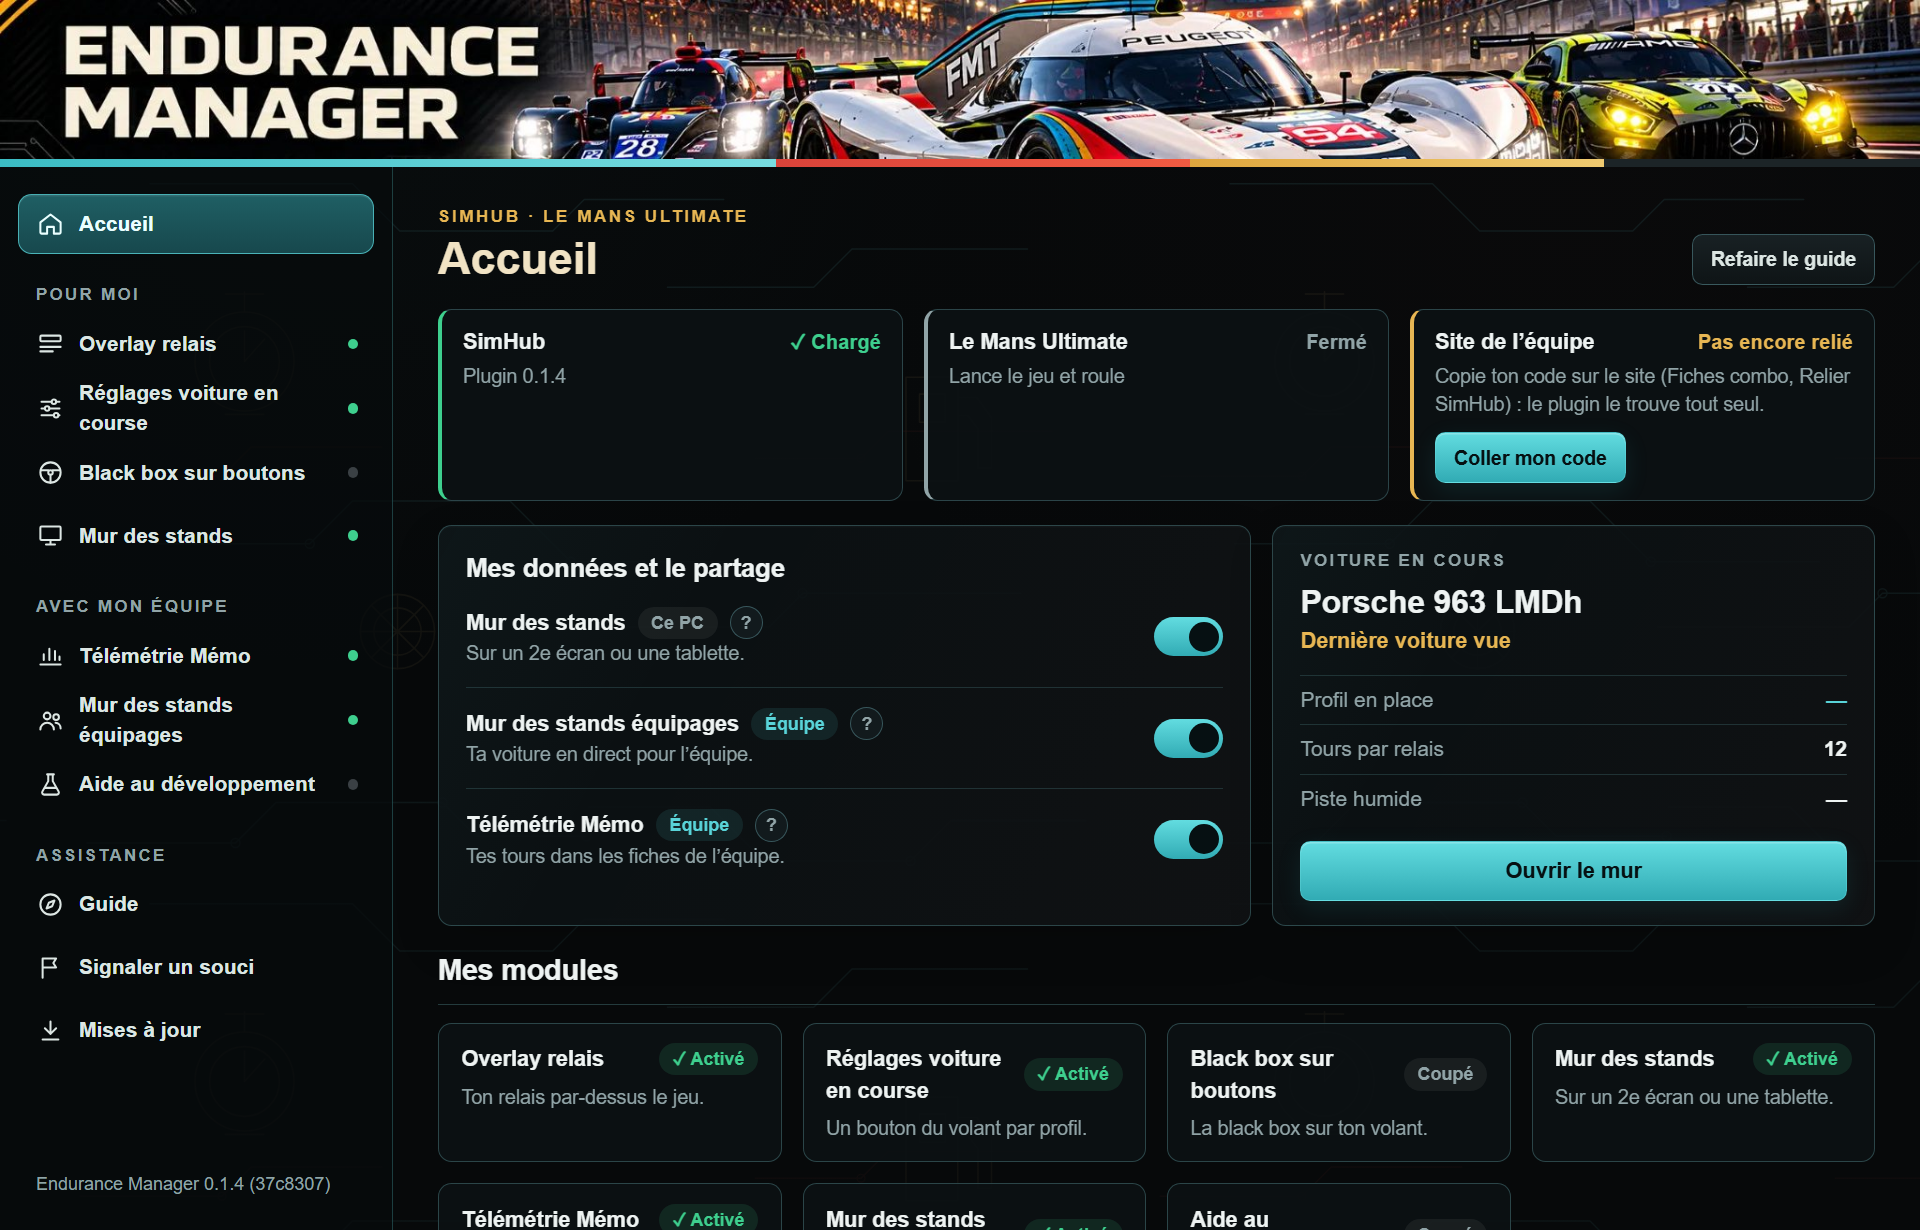 ENDURANCE
MANAGER
FMT
PEUGEOT
94
28
AMG
Accueil
POUR MOI
Overlay relais
Réglages voiture en
course
Black box sur boutons
Mur des stands
AVEC MON ÉQUIPE
Télémétrie Mémo
Mur des stands
équipages
Aide au développement
ASSISTANCE
Guide
Signaler un souci
Mises à jour
Endurance Manager 0.1.4 (37c8307)
SIMHUB · LE MANS ULTIMATE
Accueil
Refaire le guide
SimHub ✓ Chargé
Plugin 0.1.4
Le Mans Ultimate Fermé
Lance le jeu et roule
Site de l’équipe Pas encore relié
Copie ton code sur le site (Fiches combo, Relier
SimHub) : le plugin le trouve tout seul.
Coller mon code
Mes données et le partage
Mur des stands Ce PC ?
Sur un 2e écran ou une tablette.
Mur des stands équipages Équipe ?
Ta voiture en direct pour l’équipe.
Télémétrie Mémo Équipe ?
Tes tours dans les fiches de l’équipe.
VOITURE EN COURS
Porsche 963 LMDh
Dernière voiture vue
Profil en place —
Tours par relais 12
Piste humide —
Ouvrir le mur
Mes modules
Overlay relais ✓ Activé
Ton relais par-dessus le jeu.
Réglages voiture
en course ✓ Activé
Un bouton du volant par profil.
Black box sur
boutons Coupé
La black box sur ton volant.
Mur des stands ✓ Activé
Sur un 2e écran ou une tablette.
Télémétrie Mémo ✓ Activé
Mur des stands
Aide au